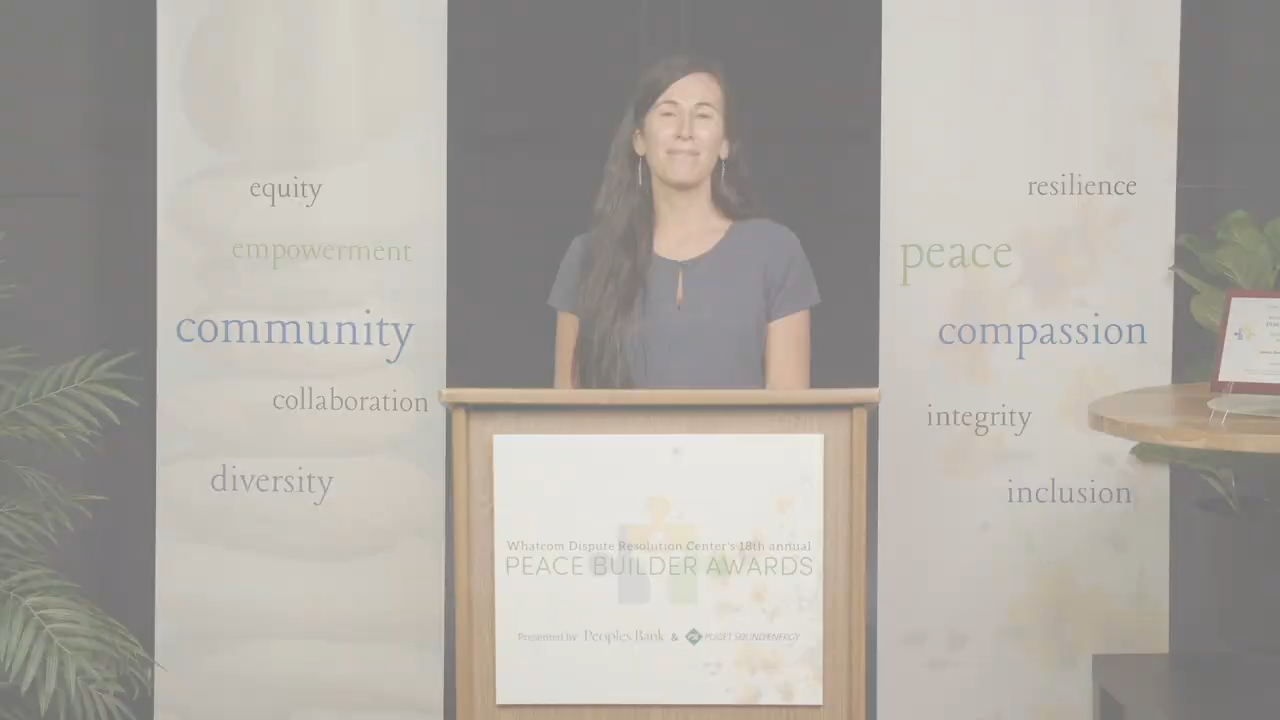 equity
empowerment
community
collaboration
diversity
resilience
peace
compassion
integrity
inclusion
Whatcom Dispute Resolution Center's 18th annual
PEACE BUILDER AWARDS
Presented by Peoples Bank & PUGET SOUND ENERGY